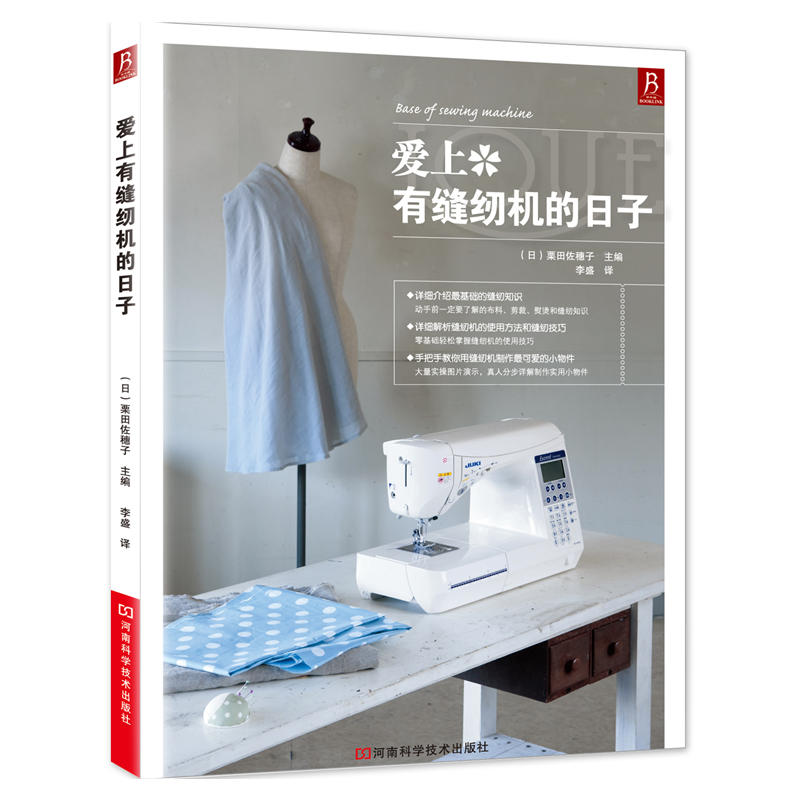 BOOKLINK
爱上有缝纫机的日子
（日）栗田佐穗子 主编
李盛 译
河南科学技术出版社
BOOKLINK
Base of sewing machine
爱上
有缝纫机的日子
（日）栗田佐穗子 主编
李盛 译
◆详细介绍最基础的缝纫知识
动手前一定要了解的布料、剪裁、熨烫和缝纫知识
◆详细解析缝纫机的使用方法和缝纫技巧
零基础轻松掌握缝纫机的使用技巧
◆手把手教你用缝纫机制作最可爱的小物件
大量实操图片演示，真人分步详解制作实用小物件
JUKI
Exceed
河南科学技术出版社